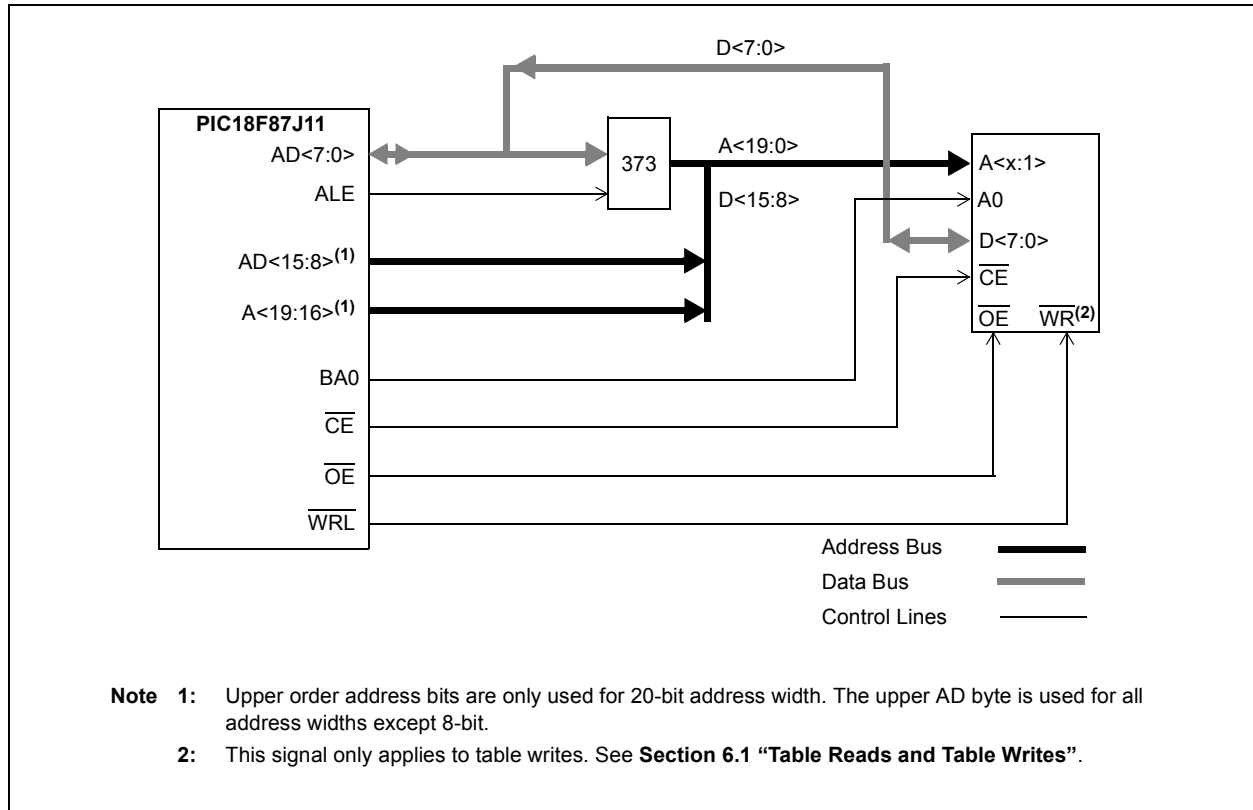 D<7:0>
PIC18F87J11
AD<7:0>
373
A<19:0>
A<x:1>
ALE
D<15:8>
A0
AD<15:8>(1)
D<7:0>
CE
A<19:16>(1)
OE WR(2)
BA0
CE
OE
WRL
Address Bus
Data Bus
Control Lines
Note 1: Upper order address bits are only used for 20-bit address width. The upper AD byte is used for all
address widths except 8-bit.
2: This signal only applies to table writes. See Section 6.1 “Table Reads and Table Writes”.